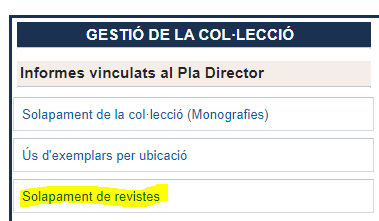 GESTIÓ DE LA COL·LECCIÓ
Informes vinculats al Pla Director
Solapament de la col·lecció (Monografies)
Ús d'exemplars per ubicació
Solapament de revistes